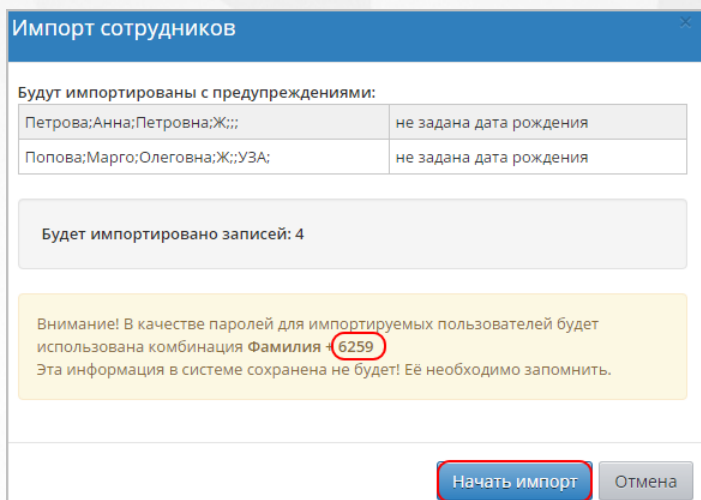 Импорт сотрудников
×
Будут импортированы с предупреждениями:
Петрова;Анна;Петровна;Ж;;; не задана дата рождения
Попова;Марго;Олеговна;Ж;;УЗА; не задана дата рождения
Будет импортировано записей: 4
Внимание! В качестве паролей для импортируемых пользователей будет
использована комбинация Фамилия + 6259
Эта информация в системе сохранена не будет! Её необходимо запомнить.
Начать импорт Отмена